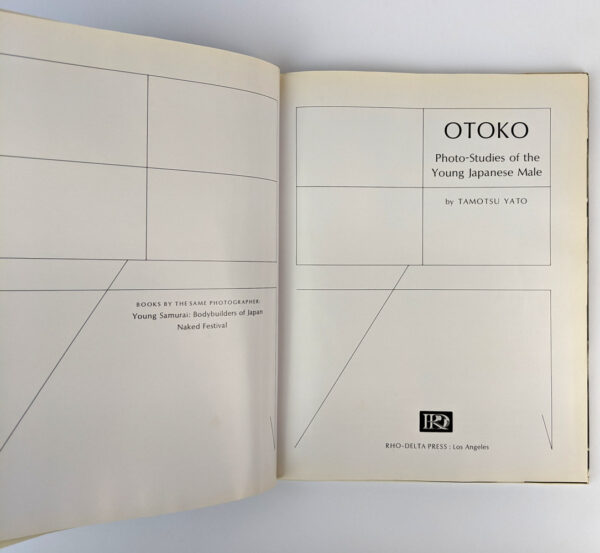 BOOKS BY THE SAME PHOTOGRAPHER:
Young Samurai: Bodybuilders of Japan
Naked Festival
OTOKO
Photo-Studies of the
Young Japanese Male
by TAMOTSU YATO
RD
RHO-DELTA PRESS : Los Angeles